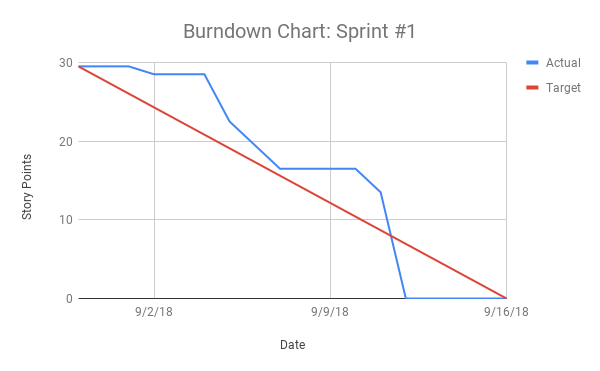 Burndown Chart: Sprint #1
Actual
Target
Story Points
30
20
10
0
9/2/18
9/9/18
9/16/18
Date